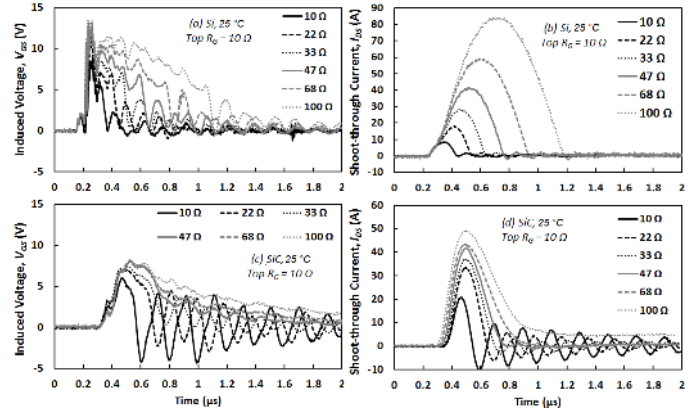 Induced Voltage, VGS (V)
15
10
5
0
-5
0 0.2 0.4 0.6 0.8 1 1.2 1.4 1.6 1.8 2
(a) Si, 25 °C
Top RG = 10 Ω
10 Ω
22 Ω
33 Ω
47 Ω
68 Ω
100 Ω
Shoot-through Current, IDS (A)
90
80
70
60
50
40
30
20
10
0
-10
0 0.2 0.4 0.6 0.8 1 1.2 1.4 1.6 1.8 2
(b) Si, 25 °C
Top RG = 10 Ω
10 Ω
22 Ω
33 Ω
47 Ω
68 Ω
100 Ω
Induced Voltage, VGS (V)
15
10
5
0
-5
0 0.2 0.4 0.6 0.8 1 1.2 1.4 1.6 1.8 2
Time (µs)
10 Ω 22 Ω 33 Ω
47 Ω 68 Ω 100 Ω
(c) SiC, 25 °C
Top RG = 10 Ω
Shoot-through Current, IDS (A)
60
50
40
30
20
10
0
-10
0 0.2 0.4 0.6 0.8 1 1.2 1.4 1.6 1.8 2
Time (µs)
(d) SiC, 25 °C
Top RG = 10 Ω
10 Ω
22 Ω
33 Ω
47 Ω
68 Ω
100 Ω